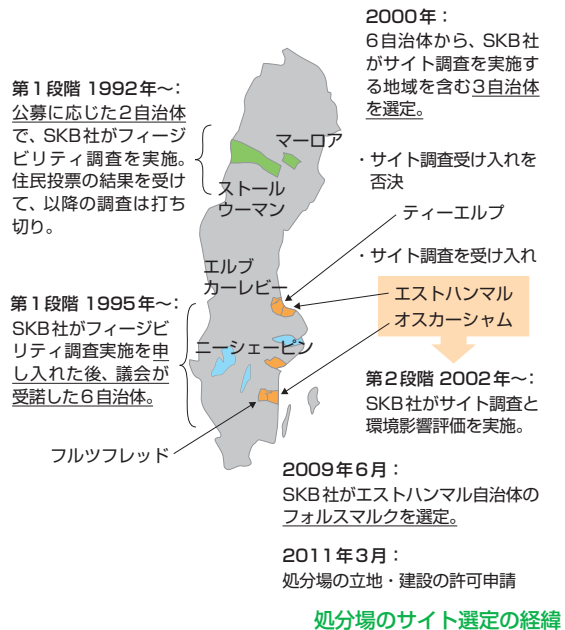 2000年：
6自治体から、SKB社
がサイト調査を実施す
る地域を含む3自治体
を選定。
第1段階 1992年～：
公募に応じた2自治体
で、SKB社がフィージ
ビリティ調査を実施。
住民投票の結果を受け
て、以降の調査は打ち
切り。
マーロア
ストール
ウーマン
・サイト調査受け入れを
否決
ティーエルプ
・サイト調査を受け入れ
エルブ
カーレビー
エストハンマル
オスカーシャム
第1段階 1995年～：
SKB社がフィージビ
リティ調査実施を申
し入れた後、議会が
受諾した6自治体。
ニーシェーピン
第2段階 2002年～：
SKB社がサイト調査と
環境影響評価を実施。
フルツフレッド
2009年6月：
SKB社がエストハンマル自治体の
フォルスマルクを選定。
2011年3月：
処分場の立地・建設の許可申請
処分場のサイト選定の経緯